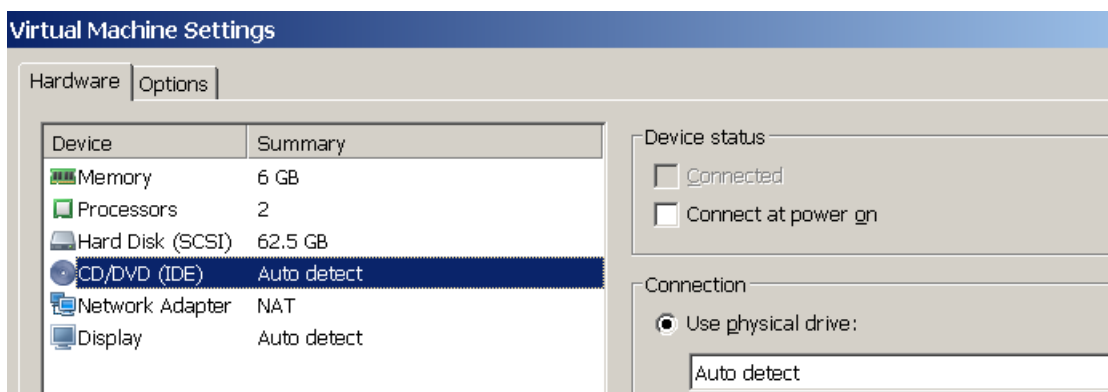 Virtual Machine Settings
Hardware Options
Device Summary
Memory 6 GB
Processors 2
Hard Disk (SCSI) 62.5 GB
CD/DVD (IDE) Auto detect
Network Adapter NAT
Display Auto detect
Device status
Connected
Connect at power on
Connection
Use physical drive:
Auto detect